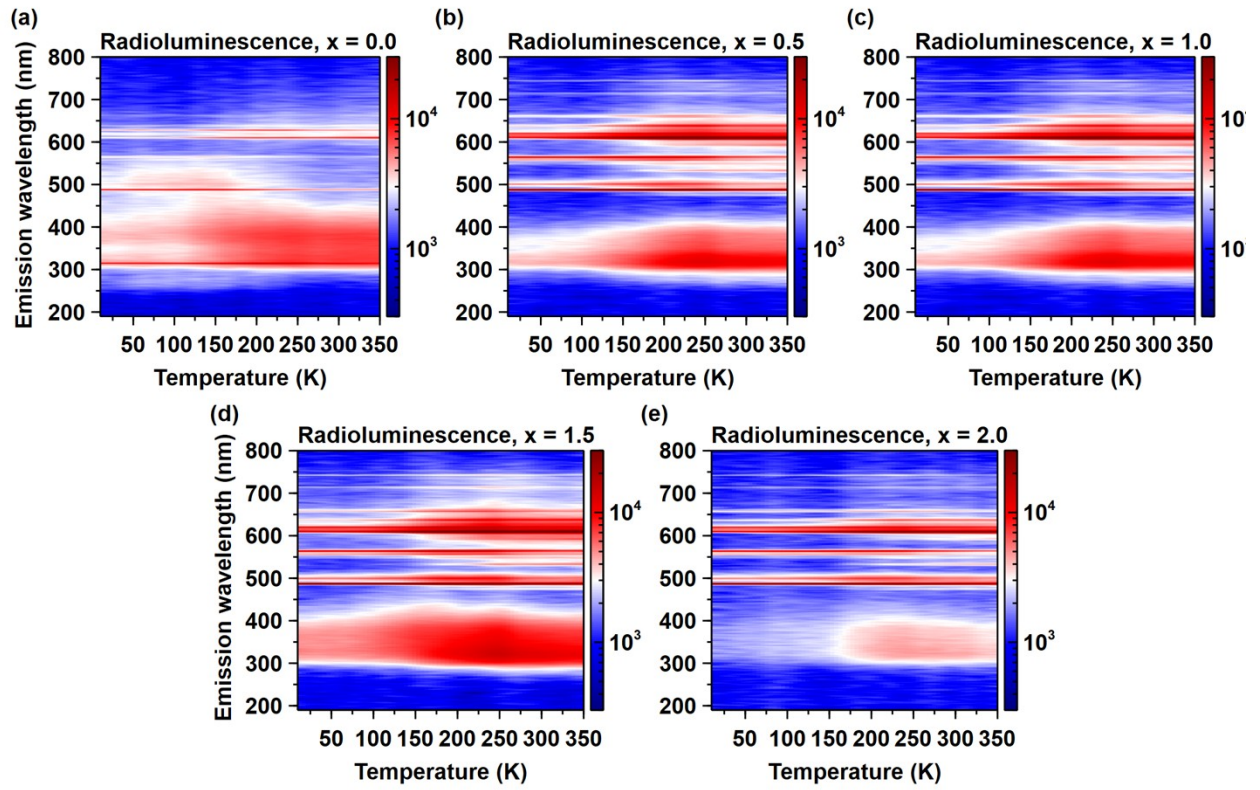 (a)
Radioluminescence, x = 0.0
Emission wavelength (nm)
800
700
600
500
400
300
200
50 100 150 200 250 300 350
Temperature (K)
10⁴
10³
(b)
Radioluminescence, x = 0.5
800
700
600
500
400
300
200
50 100 150 200 250 300 350
Temperature (K)
10⁴
10³
(c)
Radioluminescence, x = 1.0
800
700
600
500
400
300
200
50 100 150 200 250 300 350
Temperature (K)
(d)
Radioluminescence, x = 1.5
Emission wavelength (nm)
800
700
600
500
400
300
200
50 100 150 200 250 300 350
Temperature (K)
10⁴
10³
(e)
Radioluminescence, x = 2.0
800
700
600
500
400
300
200
50 100 150 200 250 300 350
Temperature (K)
10⁴
10³